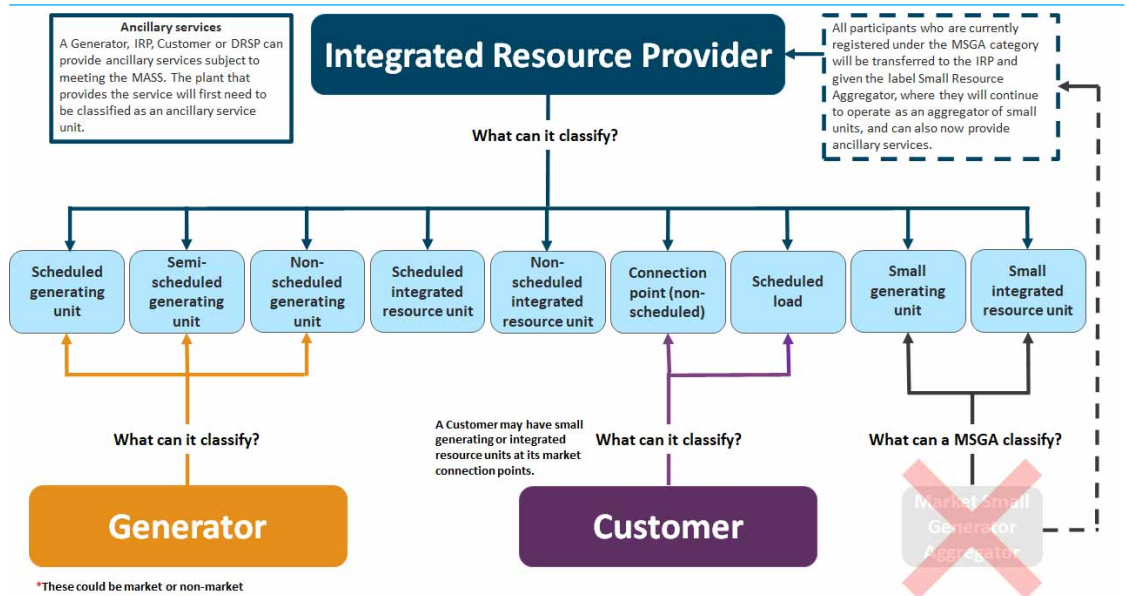 Ancillary services
A Generator, IRP, Customer or DRSP can
provide ancillary services subject to
meeting the MASS. The plant that
provides the service will first need to
be classified as an ancillary service
unit.
Integrated Resource Provider
All participants who are currently
registered under the MSGA category
will be transferred to the IRP and
given the label Small Resource
Aggregator, where they will continue
to operate as an aggregator of small
units, and can also now provide
ancillary services.
What can it classify?
Scheduled
generating
unit
Semi-
scheduled
generating
unit
Non-
scheduled
generating unit
Scheduled
integrated
resource unit
Non-
scheduled
integrated
resource unit
Connection
point (non-
scheduled)
Scheduled
load
Small
generating
unit
Small
integrated
resource unit
What can it classify?
A Customer may have small
generating or integrated
resource units at its market
connection points.
What can it classify?
What can a MSGA classify?
Generator
Customer
Market Small
Generator
Aggregator
*These could be market or non-market